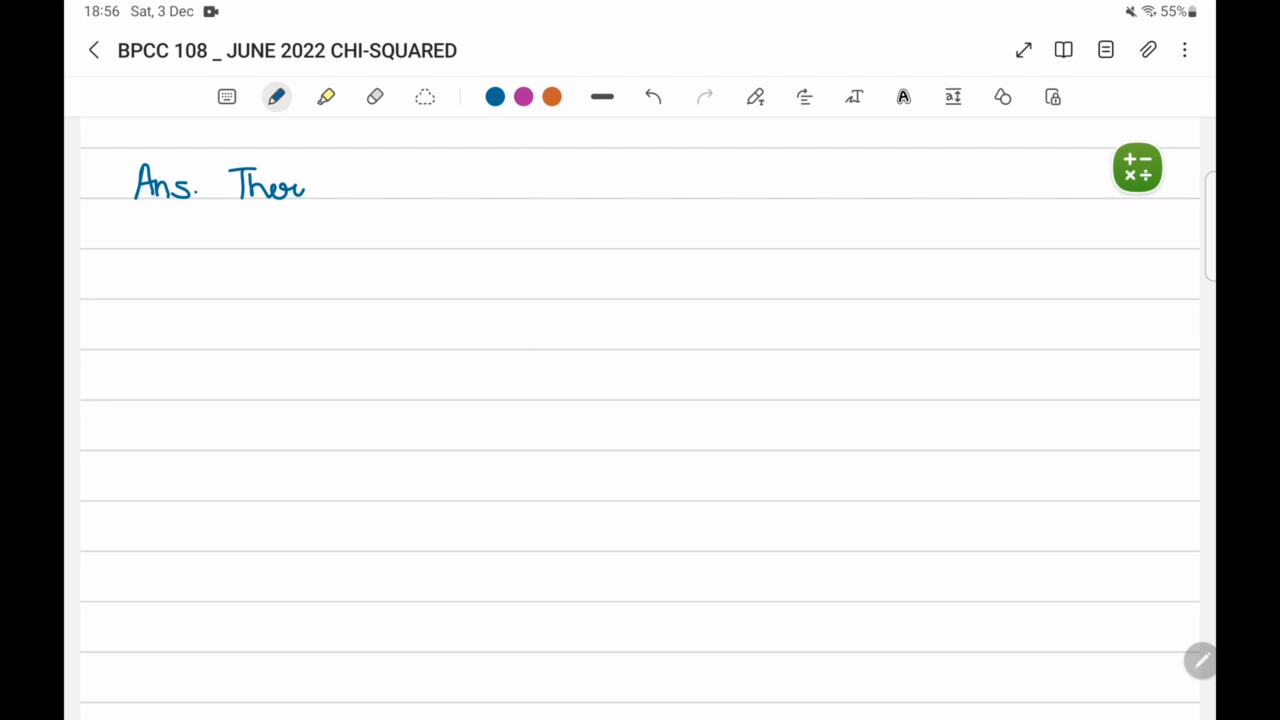 18:56 Sat, 3 Dec 55%
BPCC 108 _ JUNE 2022 CHI-SQUARED
Ans. Ther